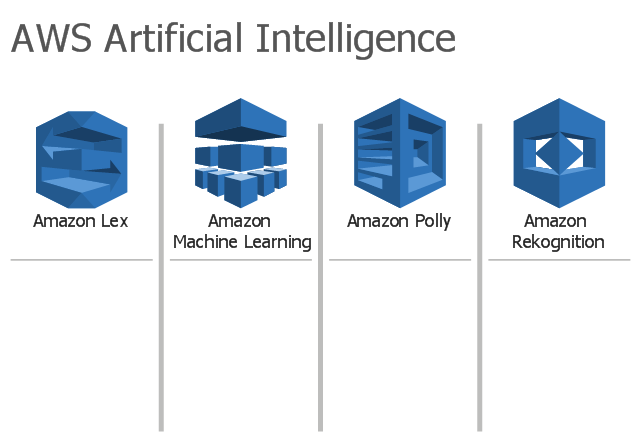 AWS Artificial Intelligence
Amazon Lex
Amazon
Machine Learning
Amazon Polly
Amazon
Rekognition